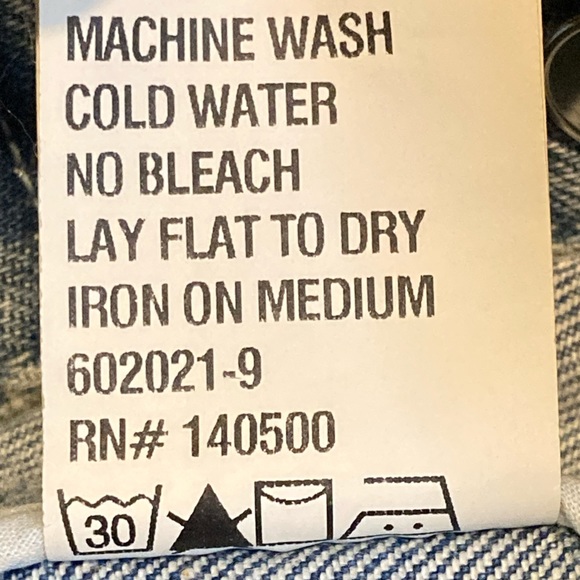 MACHINE WASH
COLD WATER
NO BLEACH
LAY FLAT TO DRY
IRON ON MEDIUM
602021-9
RN# 140500
30